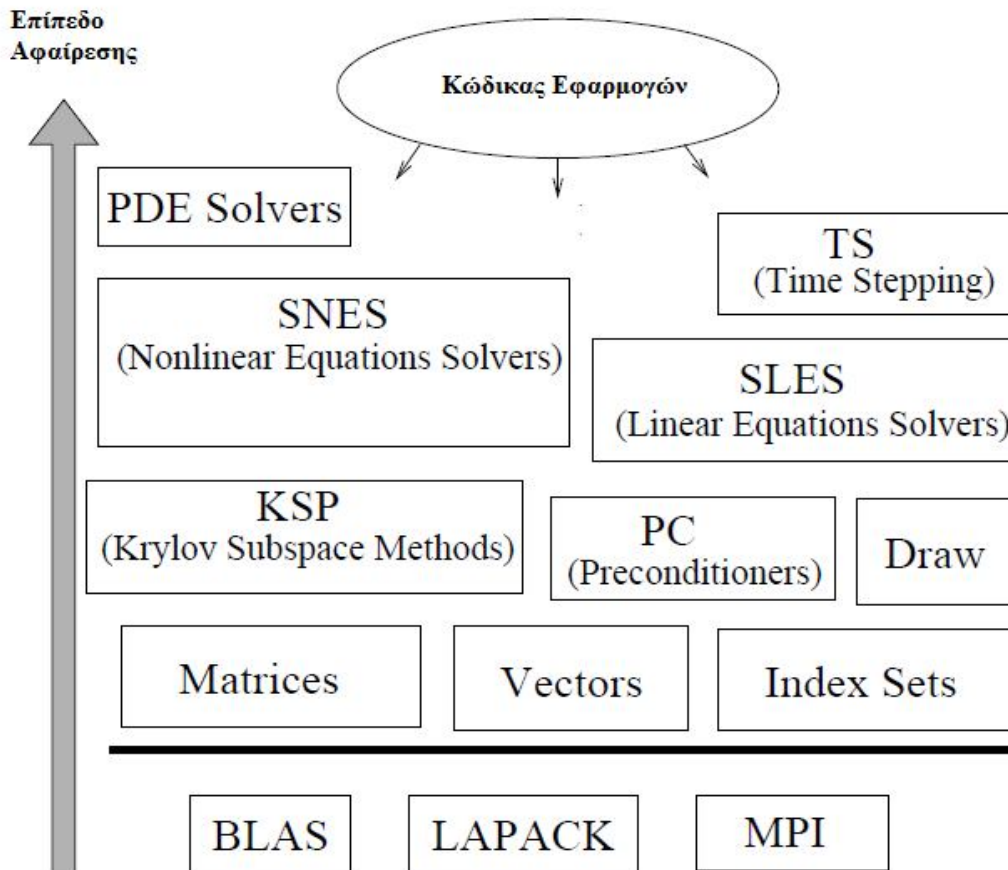 Επίπεδο
Αφαίρεσης
Κώδικας Εφαρμογών
PDE Solvers
TS
(Time Stepping)
SNES
(Nonlinear Equations Solvers)
SLES
(Linear Equations Solvers)
KSP
(Krylov Subspace Methods)
PC
(Preconditioners)
Draw
Matrices
Vectors
Index Sets
BLAS
LAPACK
MPI